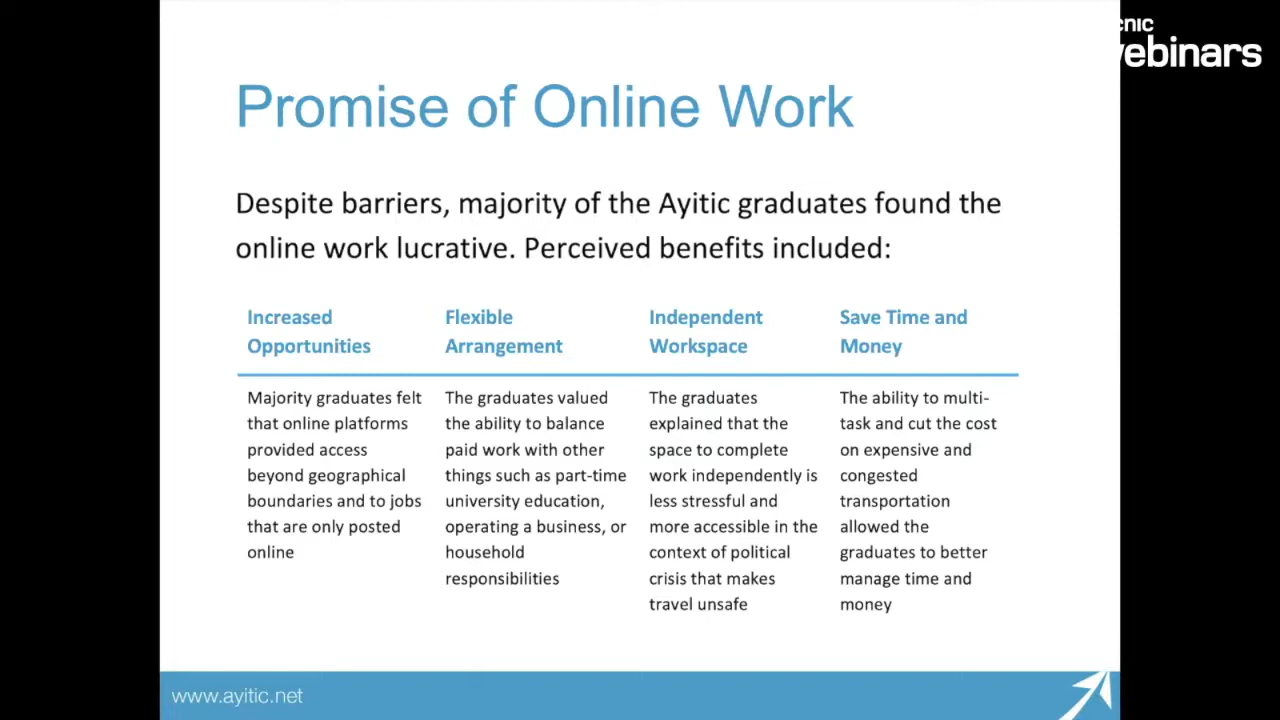 webinars
Promise of Online Work
Despite barriers, majority of the Ayitic graduates found the
online work lucrative. Perceived benefits included:
Increased
Opportunities
Majority graduates felt
that online platforms
provided access
beyond geographical
boundaries and to jobs
that are only posted
online
Flexible
Arrangement
The graduates valued
the ability to balance
paid work with other
things such as part-time
university education,
operating a business, or
household
responsibilities
Independent
Workspace
The graduates
explained that the
space to complete
work independently is
less stressful and
more accessible in the
context of political
crisis that makes
travel unsafe
Save Time and
Money
The ability to multi-
task and cut the cost
on expensive and
congested
transportation
allowed the
graduates to better
manage time and
money
www.ayitic.net